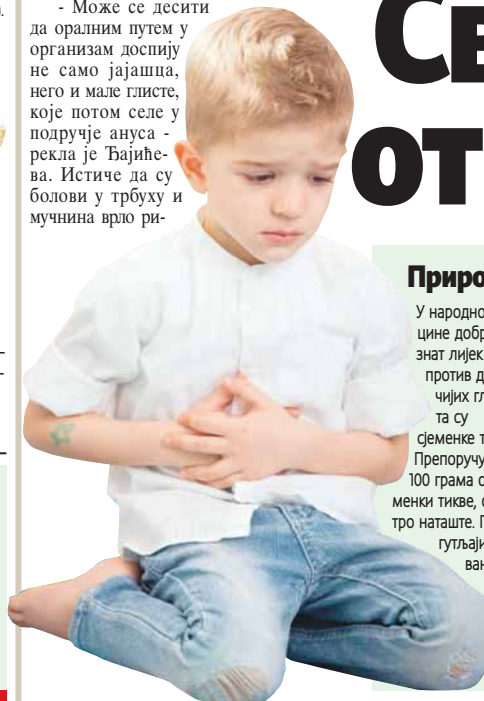 - Може се десити
да оралним путем у
организам доспију
не само јајашца,
него и мале глисте,
које потом селе у
подручје ануса -
рекла је Ђајиће-
ва. Истиче да су
болови у трбуху и
мучнина врло ри-
Св
от
Приро
У народно
цине добр
знат лијек
против д
чијих гл
та су
сјеменке т
Препоручу
100 грама о
менки тикве, с
тро наташте. П
гутљаји
ван